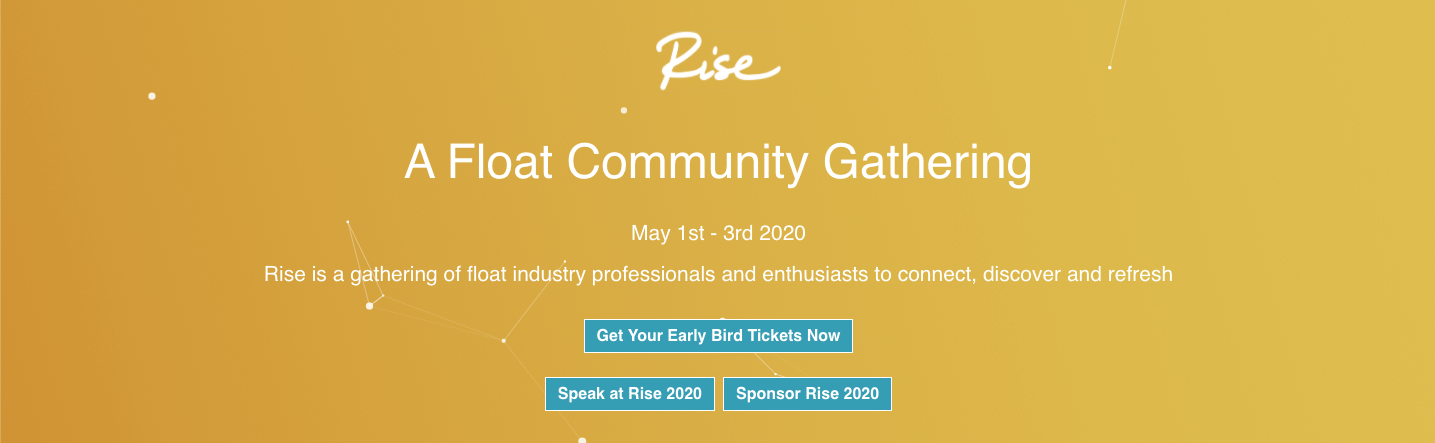 Rise
A Float Community Gathering
May 1st - 3rd 2020
Rise is a gathering of float industry professionals and enthusiasts to connect, discover and refresh
Get Your Early Bird Tickets Now
Speak at Rise 2020 Sponsor Rise 2020